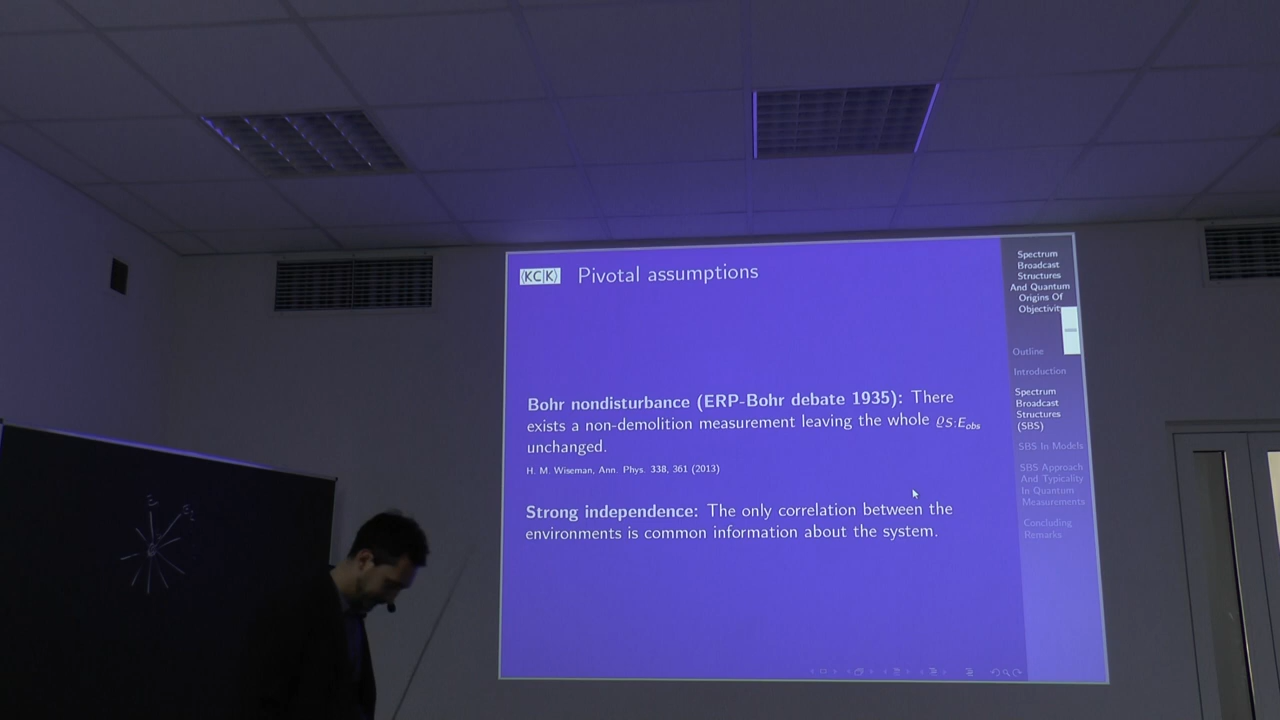 ⟨KC|K⟩ Pivotal assumptions
Bohr nondisturbance (ERP-Bohr debate 1935): There
exists a non-demolition measurement leaving the whole ϱS:Eobs
unchanged.
H. M. Wiseman, Ann. Phys. 338, 361 (2013)
Strong independence: The only correlation between the
environments is common information about the system.
Spectrum
Broadcast
Structures
And Quantum
Origins Of
Objectivity
Outline
Introduction
Spectrum
Broadcast
Structures
(SBS)
SBS In Models
SBS Approach
And Typicality
In Quantum
Measurements
Concluding
Remarks